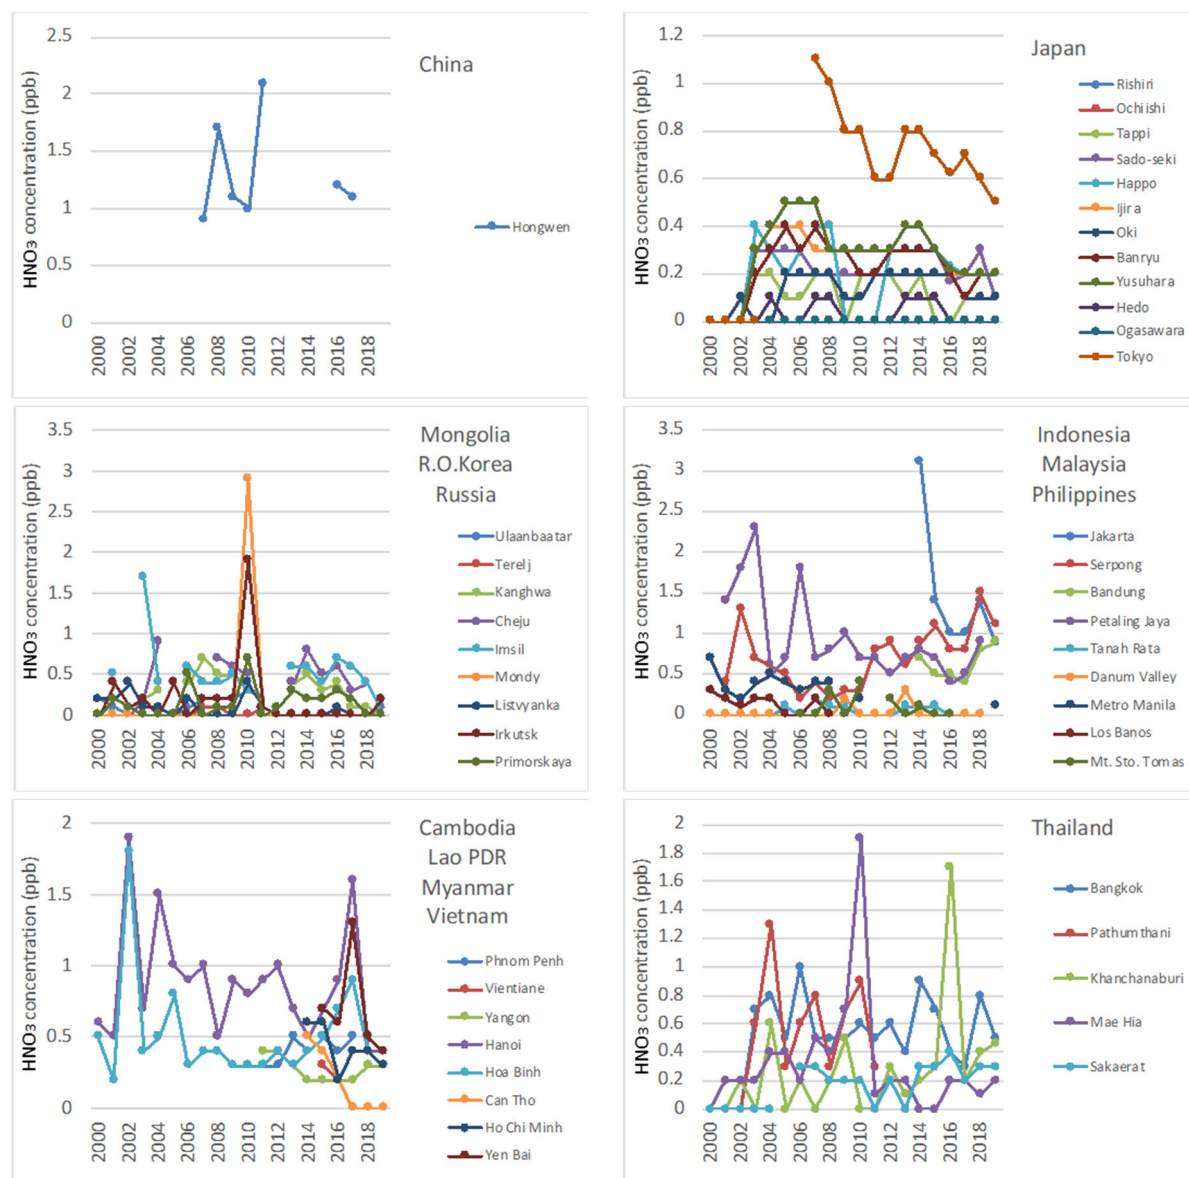 China
HNO₃ concentration (ppb)
2.5
2
1.5
1
0.5
0
2000
2002
2004
2006
2008
2010
2012
2014
2016
2018
Hongwen
Japan
HNO₃ concentration (ppb)
1.2
1
0.8
0.6
0.4
0.2
0
2000
2002
2004
2006
2008
2010
2012
2014
2016
2018
Rishiri
Ochiishi
Tappi
Sado-seki
Happo
Ijira
Oki
Banryu
Yusuhara
Hedo
Ogasawara
Tokyo
Mongolia
R.O.Korea
Russia
HNO₃ concentration (ppb)
3.5
3
2.5
2
1.5
1
0.5
0
2000
2002
2004
2006
2008
2010
2012
2014
2016
2018
Ulaanbaatar
Terelj
Kanghwa
Cheju
Imsil
Mondy
Listvyanka
Irkutsk
Primorskaya
Indonesia
Malaysia
Philippines
HNO₃ concentration (ppb)
3.5
3
2.5
2
1.5
1
0.5
0
2000
2002
2004
2006
2008
2010
2012
2014
2016
2018
Jakarta
Serpong
Bandung
Petaling Jaya
Tanah Rata
Danum Valley
Metro Manila
Los Banos
Mt. Sto. Tomas
Cambodia
Lao PDR
Myanmar
Vietnam
HNO₃ concentration (ppb)
2
1.5
1
0.5
0
2000
2002
2004
2006
2008
2010
2012
2014
2016
2018
Phnom Penh
Vientiane
Yangon
Hanoi
Hoa Binh
Can Tho
Ho Chi Minh
Yen Bai
Thailand
HNO₃ concentration (ppb)
2
1.8
1.6
1.4
1.2
1
0.8
0.6
0.4
0.2
0
2000
2002
2004
2006
2008
2010
2012
2014
2016
2018
Bangkok
Pathumthani
Khanchanaburi
Mae Hia
Sakaerat